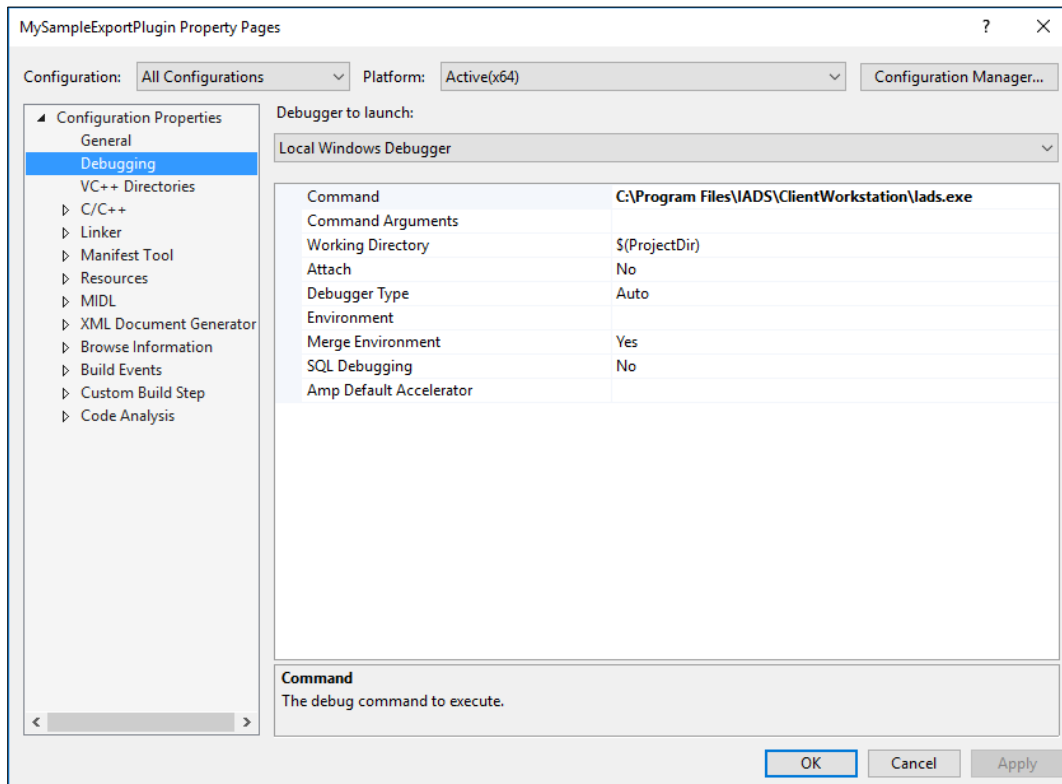 MySampleExportPlugin Property Pages
Configuration: All Configurations Platform: Active(x64) Configuration Manager...
Configuration Properties
General
Debugging
VC++ Directories
C/C++
Linker
Manifest Tool
Resources
MIDL
XML Document Generator
Browse Information
Build Events
Custom Build Step
Code Analysis
Debugger to launch:
Local Windows Debugger
Command C:\Program Files\IADS\ClientWorkstation\Iads.exe
Command Arguments
Working Directory $(ProjectDir)
Attach No
Debugger Type Auto
Environment
Merge Environment Yes
SQL Debugging No
Amp Default Accelerator
Command
The debug command to execute.
OK Cancel Apply